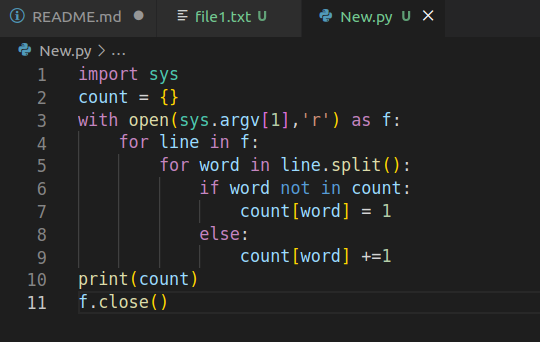 README.md ● file1.txt U New.py U ×
New.py > ...
1 import sys
2 count = {}
3 with open(sys.argv[1],'r') as f:
4     for line in f:
5         for word in line.split():
6             if word not in count:
7                 count[word] = 1
8             else:
9                 count[word] +=1
10 print(count)
11 f.close()